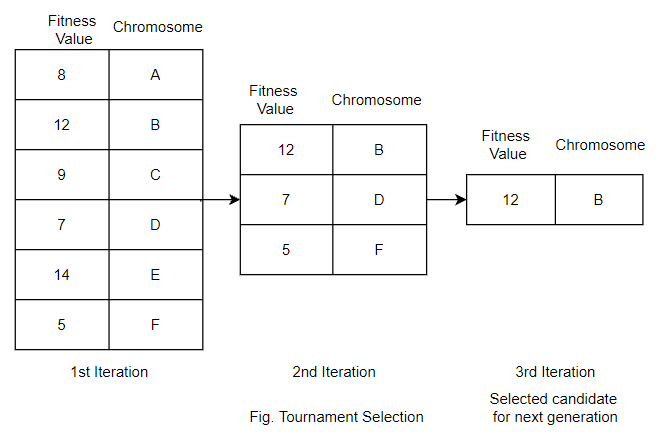 Fitness Value Chromosome
8 A
12 B
9 C
7 D
14 E
5 F
1st Iteration
Fitness Value Chromosome
12 B
7 D
5 F
2nd Iteration
Fitness Value Chromosome
12 B
3rd Iteration
Selected candidate
for next generation
Fig. Tournament Selection